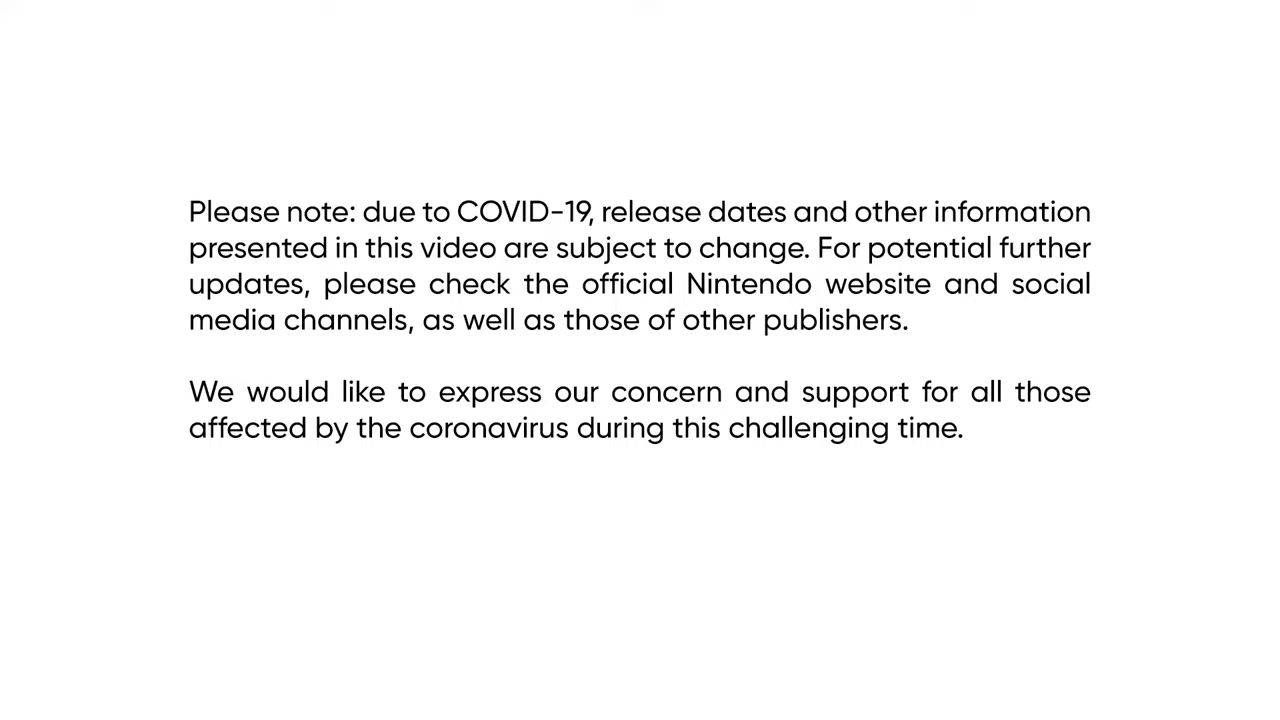 Please note: due to COVID-19, release dates and other information
presented in this video are subject to change. For potential further
updates, please check the official Nintendo website and social
media channels, as well as those of other publishers.
We would like to express our concern and support for all those
affected by the coronavirus during this challenging time.